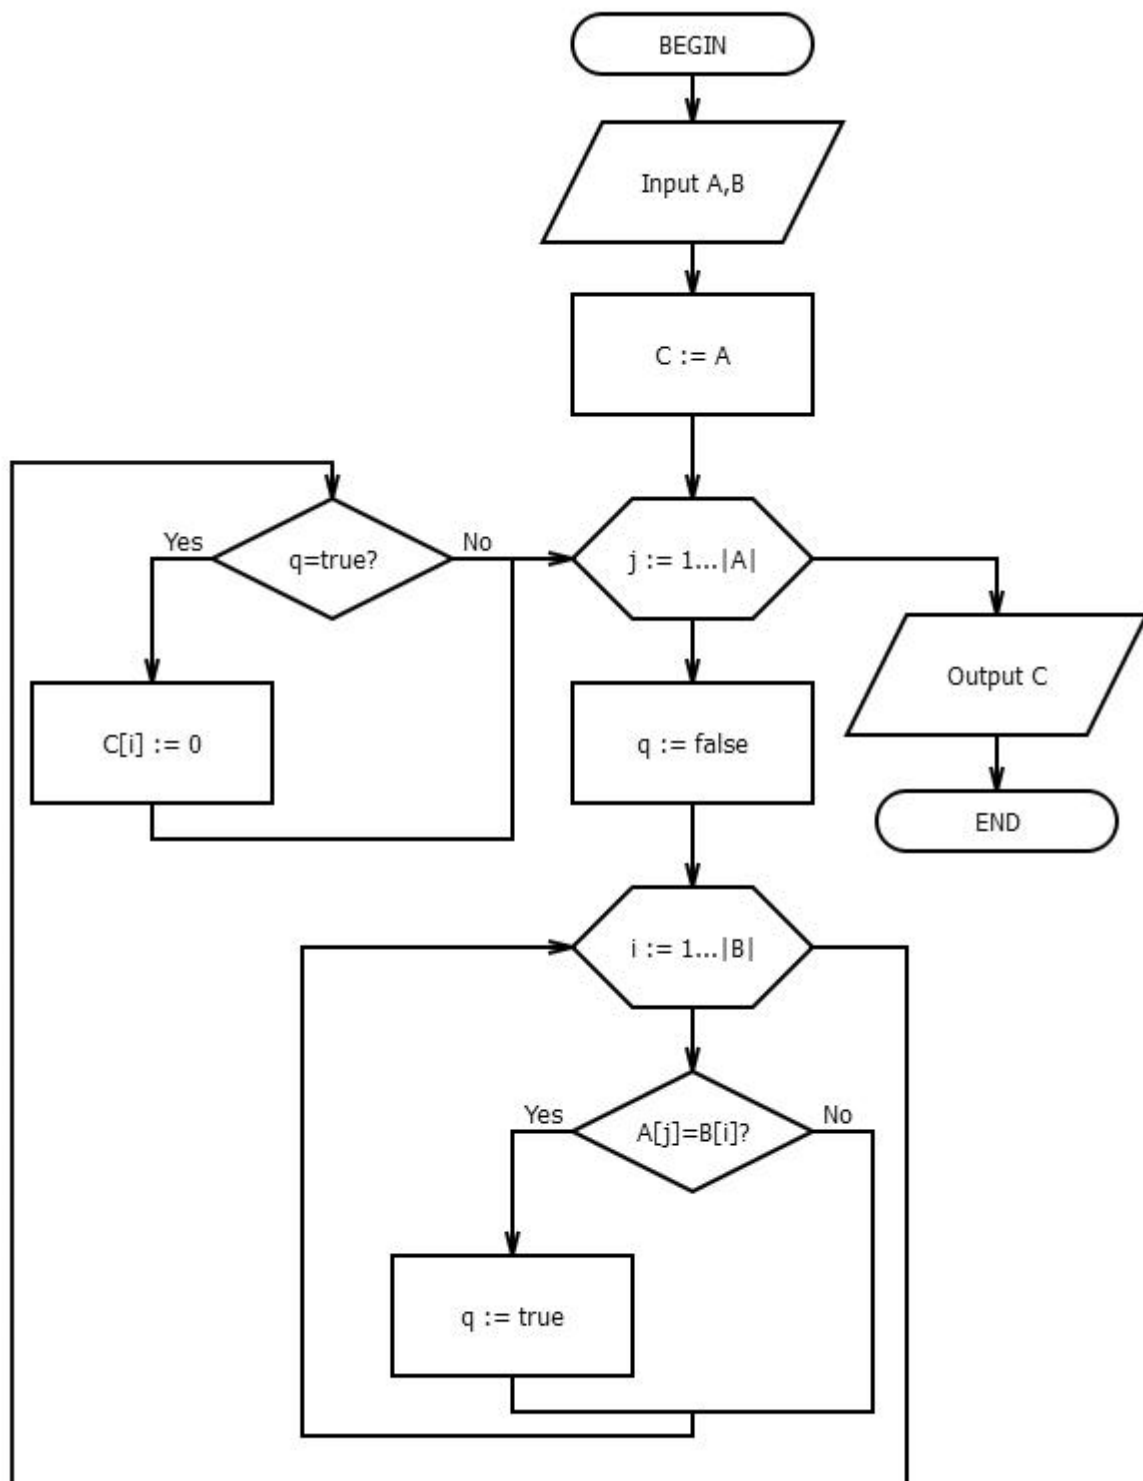 BEGIN
Input A,B
C := A
j := 1...|A|
Yes
q=true?
No
C[i] := 0
q := false
Output C
END
i := 1...|B|
Yes
A[j]=B[i]?
No
q := true